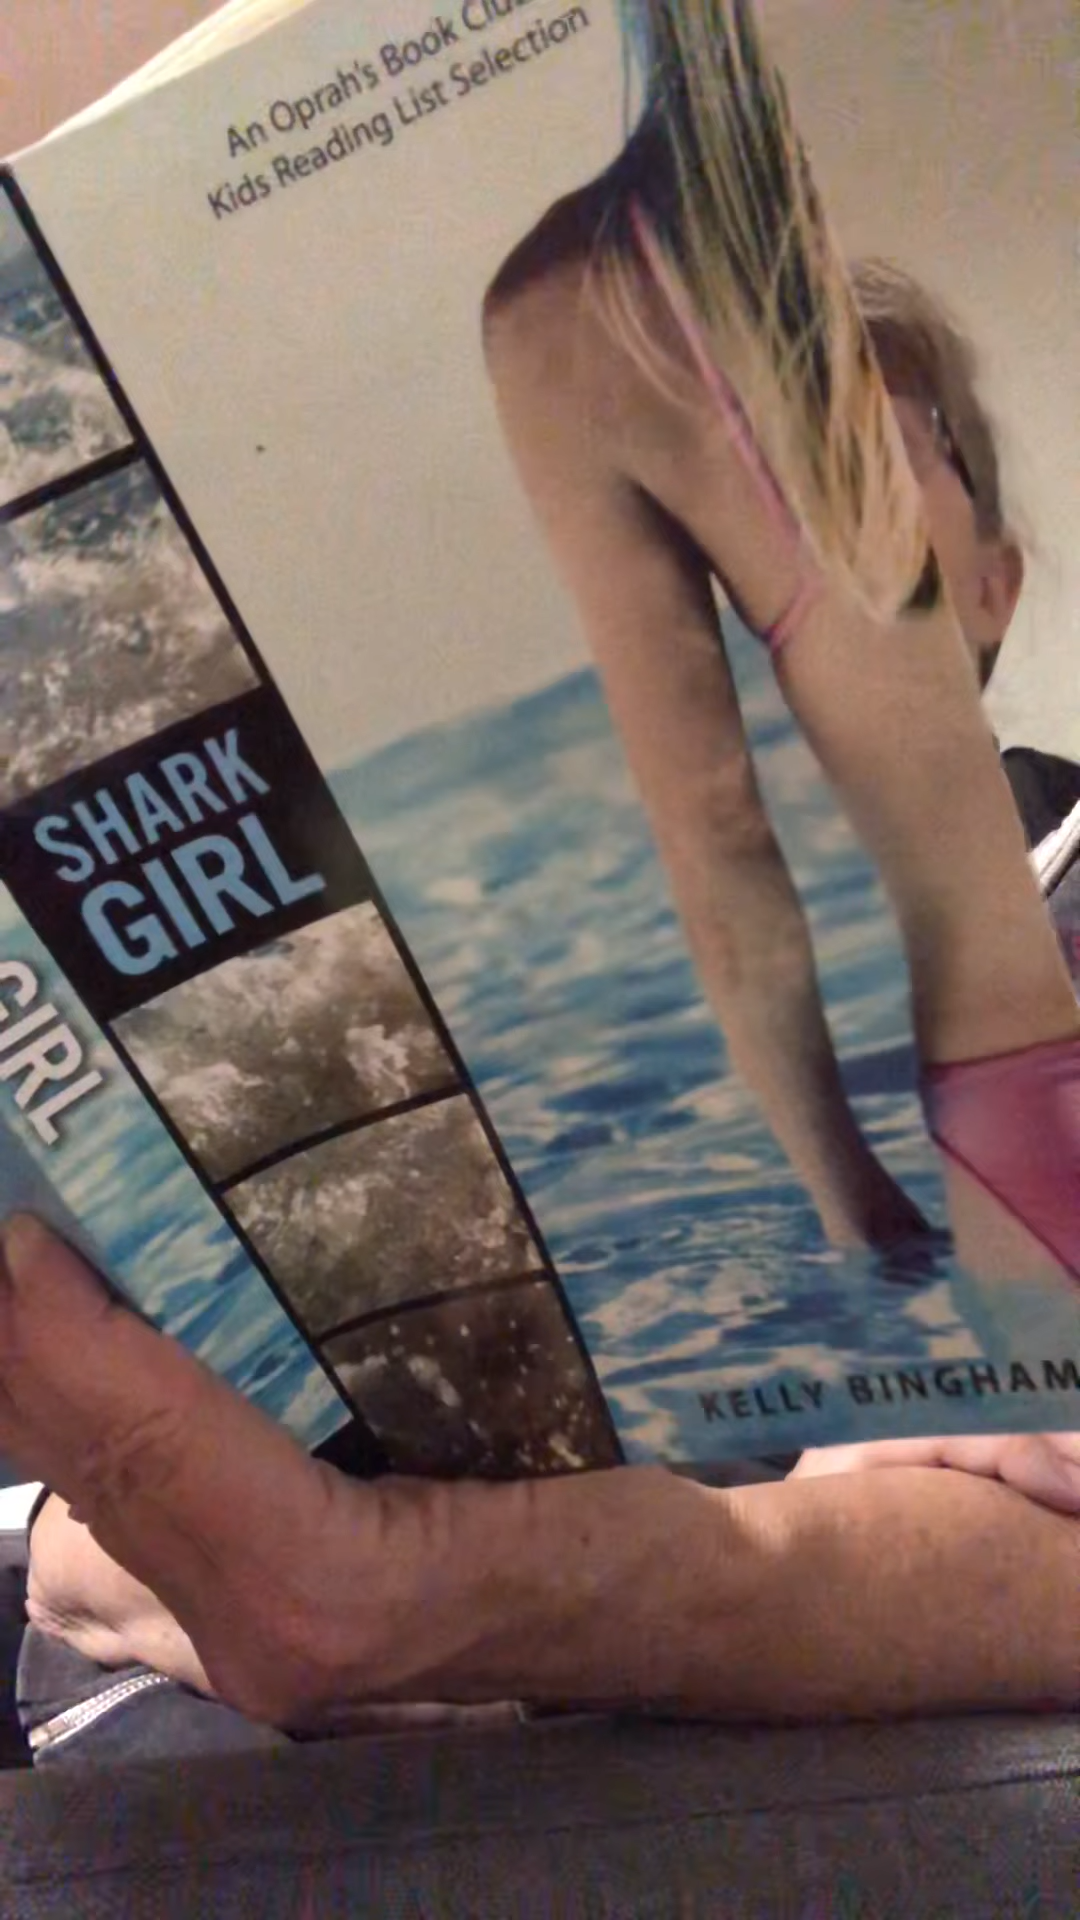 An Oprah's Book Club
Kids Reading List Selection
SHARK
GIRL
GIRL
KELLY BINGHAM